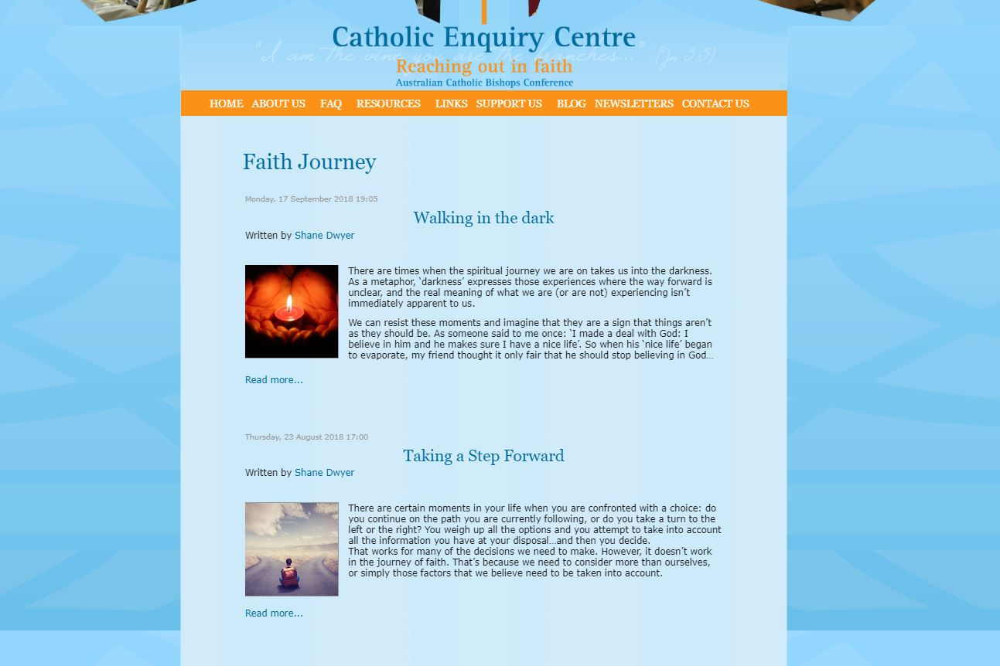 Catholic Enquiry Centre
“I am the vine you are the branches...” [Jn 5:5]
Reaching out in faith
Australian Catholic Bishops Conference
HOME ABOUT US FAQ RESOURCES LINKS SUPPORT US BLOG NEWSLETTERS CONTACT US
Faith Journey
Monday, 17 September 2018 19:05
Walking in the dark
Written by Shane Dwyer
There are times when the spiritual journey we are on takes us into the darkness.
As a metaphor, ‘darkness’ expresses those experiences where the way forward is
unclear, and the real meaning of what we are (or are not) experiencing isn’t
immediately apparent to us.
We can resist these moments and imagine that they are a sign that things aren’t
as they should be. As someone said to me once: ‘I made a deal with God: I
believe in him and he makes sure I have a nice life’. So when his ‘nice life’ began
to evaporate, my friend thought it only fair that he should stop believing in God…
Read more...
Thursday, 23 August 2018 17:00
Taking a Step Forward
Written by Shane Dwyer
There are certain moments in your life when you are confronted with a choice: do
you continue on the path you are currently following, or do you take a turn to the
left or the right? You weigh up all the options and you attempt to take into account
all the information you have at your disposal…and then you decide.
That works for many of the decisions we need to make. However, it doesn’t work
in the journey of faith. That’s because we need to consider more than ourselves,
or simply those factors that we believe need to be taken into account.
Read more...